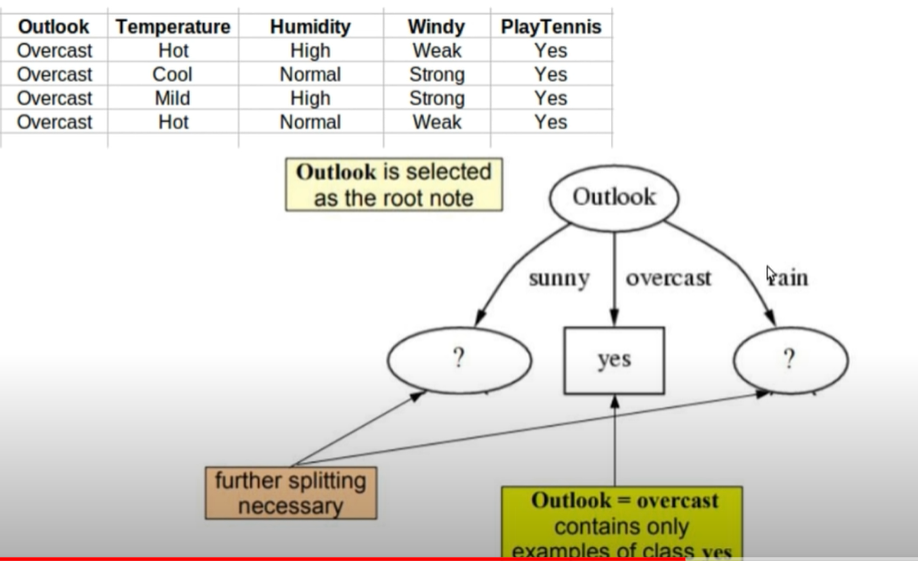 Outlook Temperature Humidity Windy PlayTennis
Overcast Hot High Weak Yes
Overcast Cool Normal Strong Yes
Overcast Mild High Strong Yes
Overcast Hot Normal Weak Yes
Outlook is selected
as the root note
Outlook
sunny overcast rain
? yes ?
further splitting
necessary
Outlook = overcast
contains only
examples of class yes